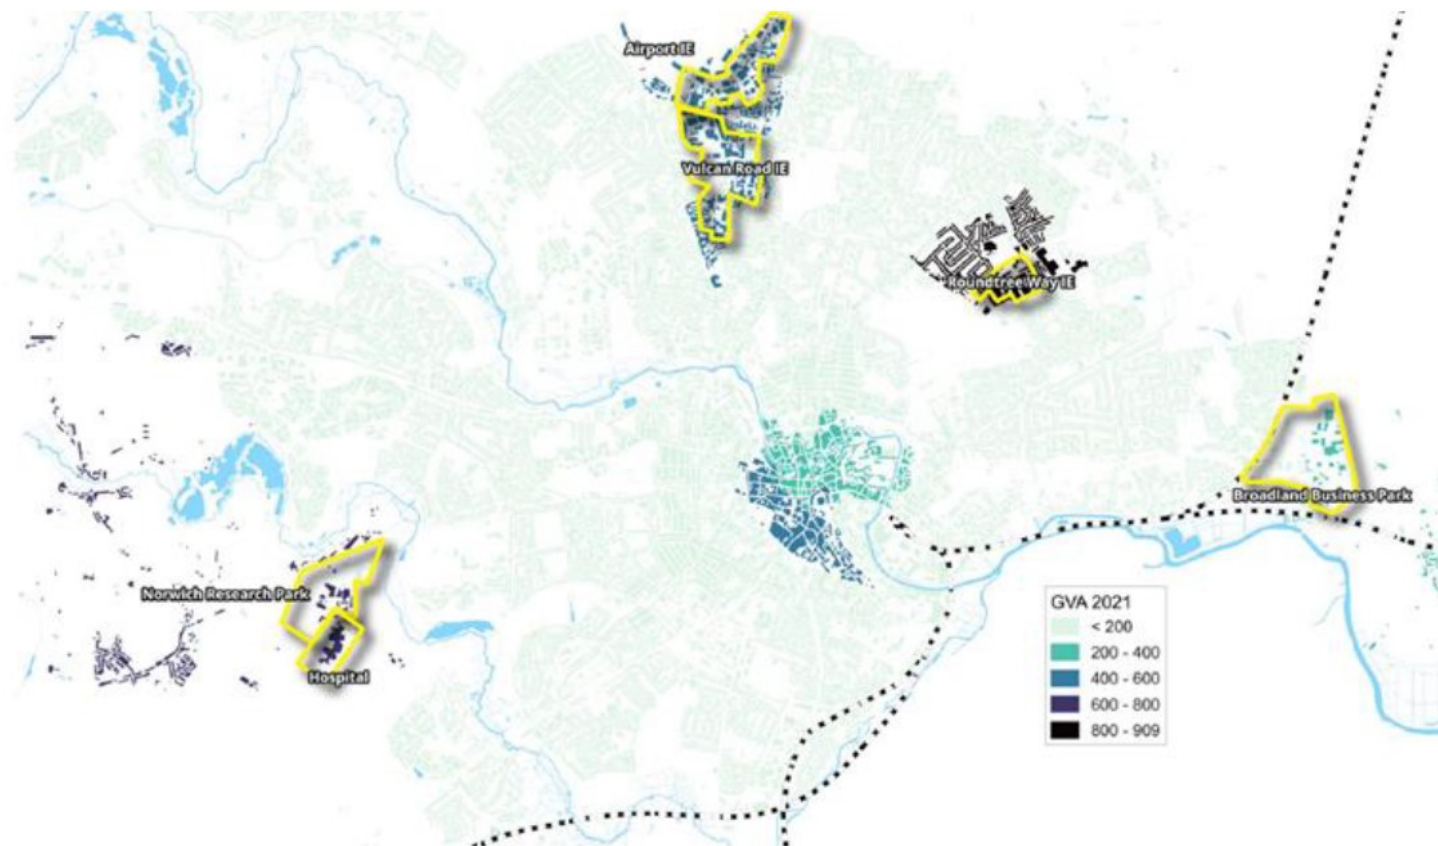 Airport IE
Vulcan Road IE
Roundtree Way IE
Broadland Business Park
Norwich Research Park
Hospital
GVA 2021
< 200
200 - 400
400 - 600
600 - 800
800 - 909